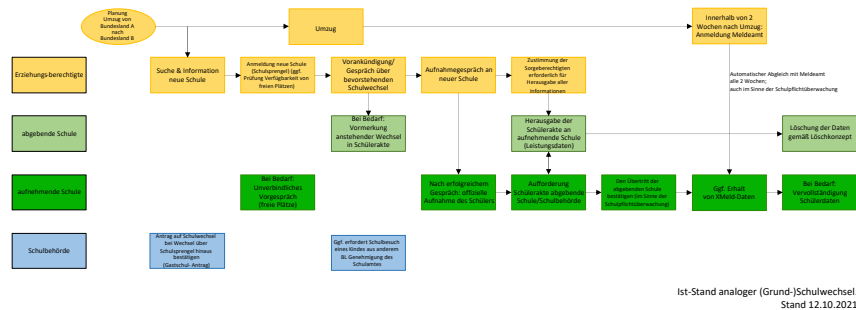 Planung
Umzug von
Bundesland A
nach
Bundesland B
Umzug
Innerhalb von 2
Wochen nach Umzug:
Anmeldung Meldeamt
Erziehungs-berechtigte
Suche & Information
neue Schule
Anmeldung neue Schule
(Schulsprengel) (ggf.
Prüfung Verfügbarkeit von
freien Plätzen)
Vorankündigung/
Gespräch über
bevorstehenden
Schulwechsel
Aufnahmegespräch an
neuer Schule
Zustimmung der
Sorgeberechtigten
erforderlich für
Herausgabe aller
Informationen
Automatischer Abgleich mit Meldeamt
alle 2 Wochen;
auch im Sinne der Schulpflichtüberwachung
abgebende Schule
Bei Bedarf:
Vormerkung
anstehender Wechsel
in Schülerakte
Herausgabe der
Schülerakte an
aufnehmende Schule
(Leistungsdaten)
Löschung der Daten
gemäß Löschkonzept
aufnehmende Schule
Bei Bedarf:
Unverbindliches
Vorgespräch
(freie Plätze)
Nach erfolgreichem
Gespräch: offizielle
Aufnahme des Schülers
Aufforderung
Schülerakte abgebende
Schule/Schulbehörde
Den Übertritt der
abgebenden Schule
bestätigen (im Sinne der
Schulpflichtüberwachung)
Ggf. Erhalt
von XMeld-Daten
Bei Bedarf:
Vervollständigung
Schülerdaten
Schulbehörde
Antrag auf Schulwechsel
bei Wechsel über
Schulsprengel hinaus
bestätigen
(Gastschul- Antrag)
Ggf. erfordert Schulbesuch
eines Kindes aus anderem
BL Genehmigung des
Schulamtes
Ist-Stand analoger (Grund-)Schulwechsel.
Stand 12.10.2021